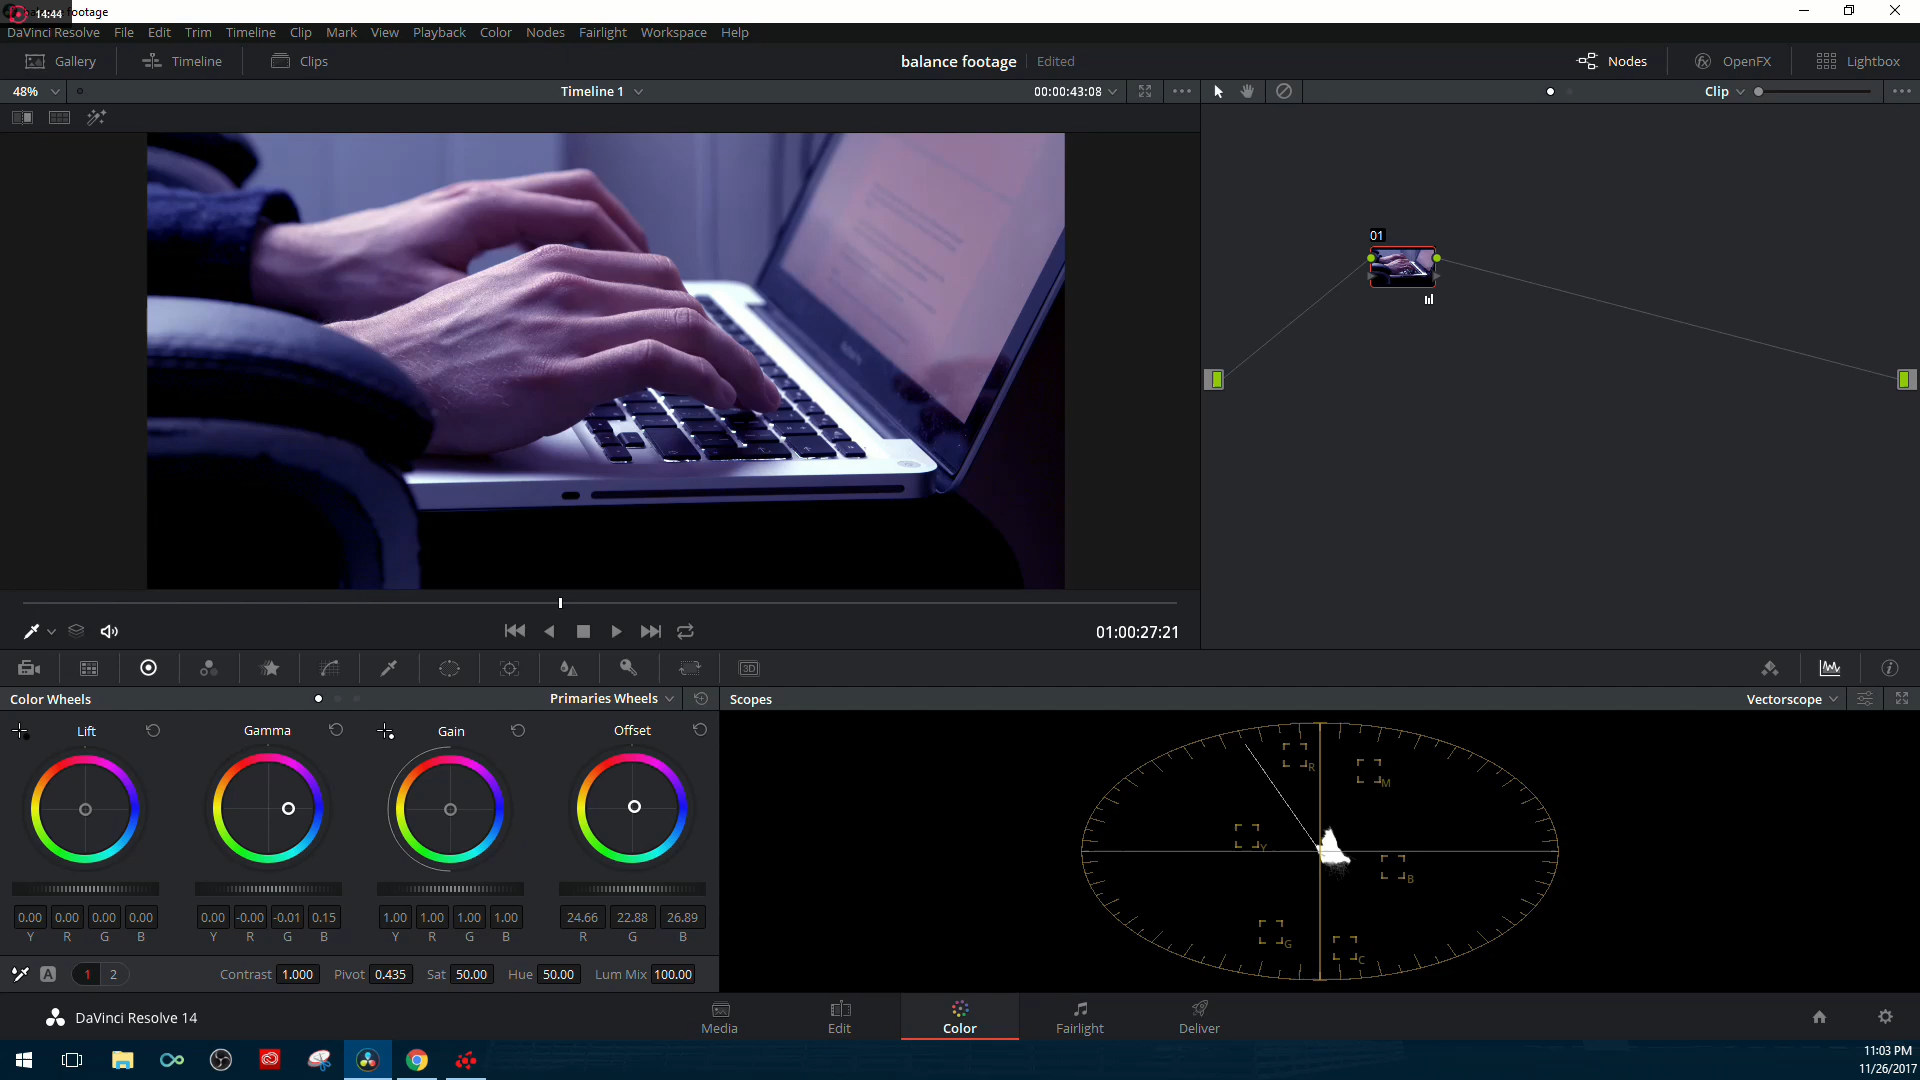 14:44 footage
DaVinci Resolve File Edit Trim Timeline Clip Mark View Playback Color Nodes Fairlight Workspace Help
Gallery Timeline Clips balance footage Edited Nodes OpenFX Lightbox
48% Timeline 1 00:00:43:08 Clip
01
01:00:27:21
3D
Color Wheels Primaries Wheels Scopes Vectorscope
Lift Gamma Gain Offset
R
M
Y
B
G
C
0.00 0.00 0.00 0.00 0.00 -0.00 -0.01 0.15 1.00 1.00 1.00 1.00 24.66 22.88 26.89
Y R G B Y R G B Y R G B R G B
A 1 2 Contrast 1.000 Pivot 0.435 Sat 50.00 Hue 50.00 Lum Mix 100.00
DaVinci Resolve 14 Media Edit Color Fairlight Deliver
11:03 PM
11/26/2017